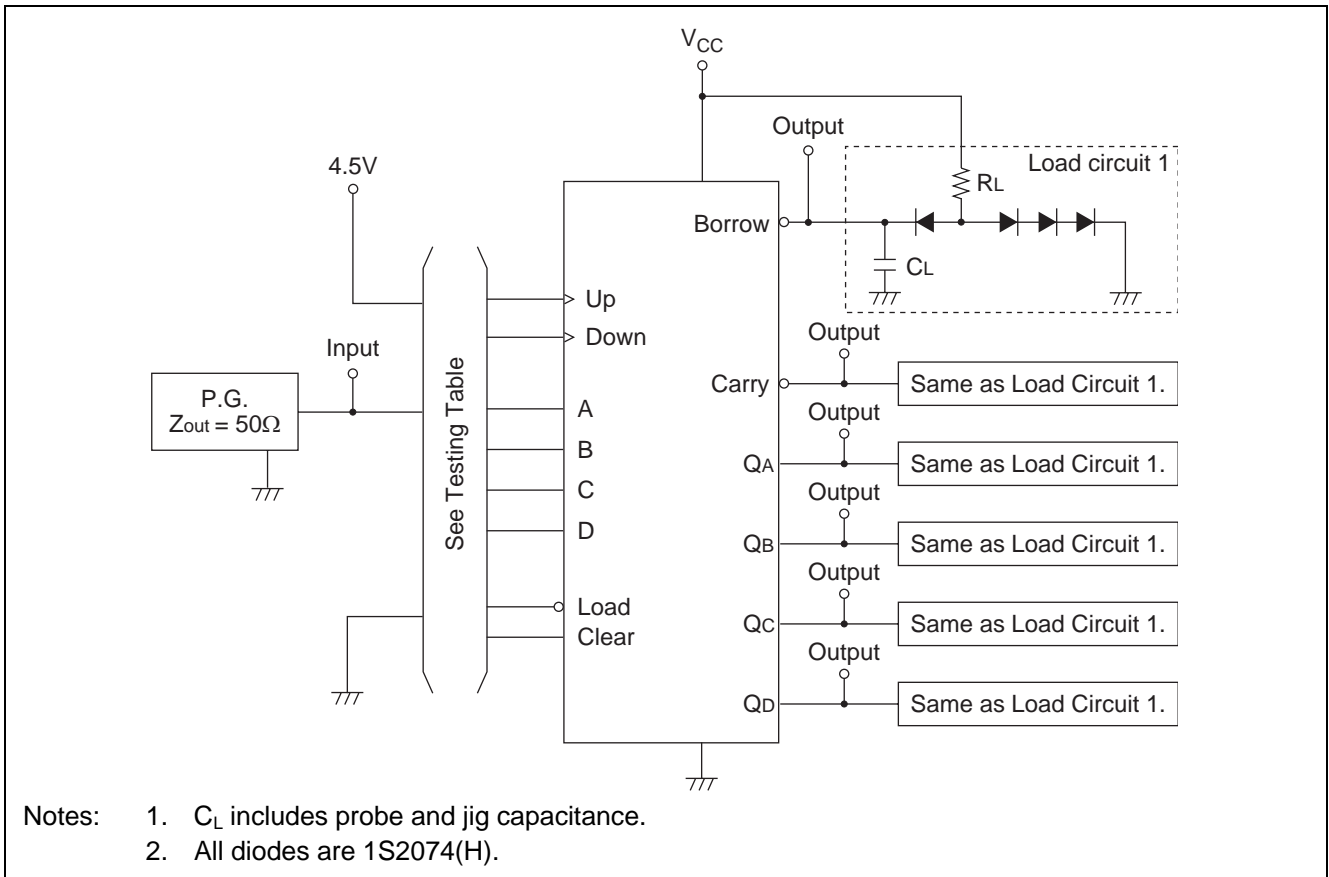 VCC
Output
4.5V
Load circuit 1
RL
Borrow
CL
Up
Output
Down
Input
See Testing Table
Carry
Same as Load Circuit 1.
P.G.
Zout = 50Ω
A
Output
B
QA
Same as Load Circuit 1.
C
Output
D
QB
Same as Load Circuit 1.
Output
Load
QC
Same as Load Circuit 1.
Clear
Output
QD
Same as Load Circuit 1.
Notes: 1. CL includes probe and jig capacitance.
2. All diodes are 1S2074(H).